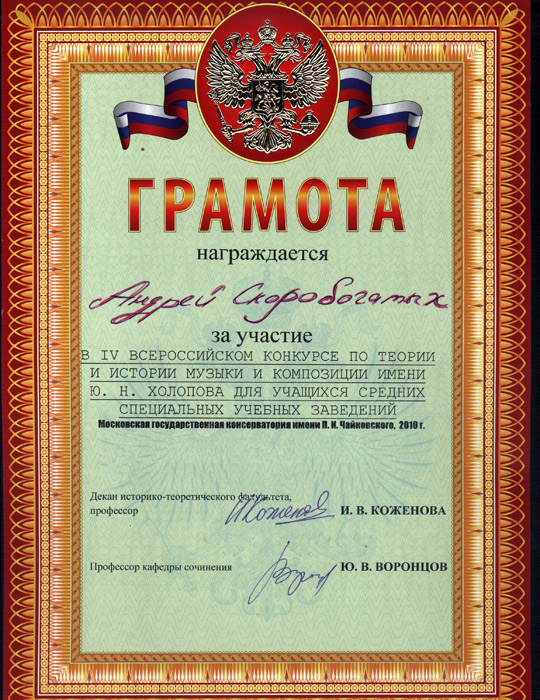 ГРАМОТА
награждается
Андрей Скоробогатых
за участие
В IV ВСЕРОССИЙСКОМ КОНКУРСЕ ПО ТЕОРИИ
И ИСТОРИИ МУЗЫКИ И КОМПОЗИЦИИ ИМЕНИ
Ю. Н. ХОЛОПОВА ДЛЯ УЧАЩИХСЯ СРЕДНИХ
СПЕЦИАЛЬНЫХ УЧЕБНЫХ ЗАВЕДЕНИЙ
Московская государственная консерватория имени П. И. Чайковского, 2010 г.
Декан историко-теоретического факультета,
профессор И. В. КОЖЕНОВА
Профессор кафедры сочинения Ю. В. ВОРОНЦОВ